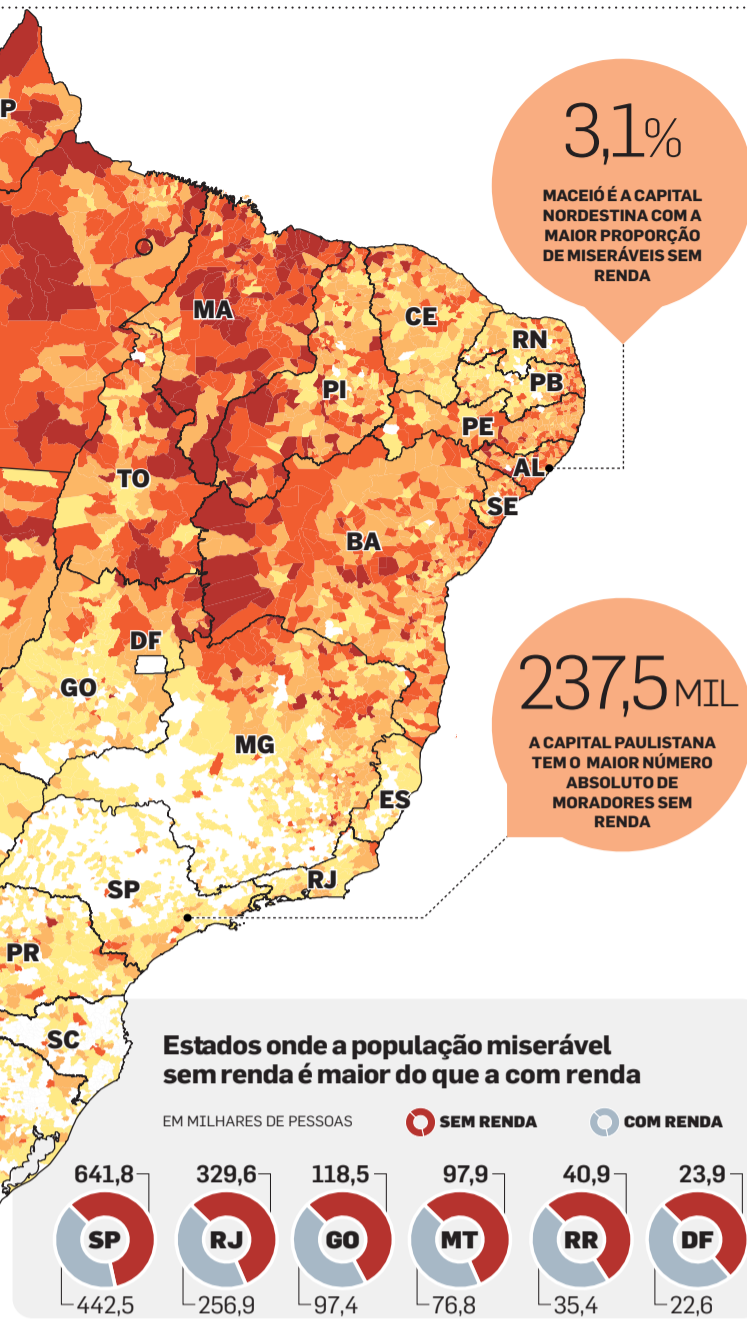 P
3,1%
MACEIÓ É A CAPITAL
NORDESTINA COM A
MAIOR PROPORÇÃO
DE MISERÁVEIS SEM
RENDA
MA
CE
RN
PB
PI
PE
AL
TO
SE
BA
DF
GO
MG
ES
237,5 MIL
A CAPITAL PAULISTANA
TEM O MAIOR NÚMERO
ABSOLUTO DE
MORADORES SEM
RENDA
SP
RJ
PR
SC
Estados onde a população miserável
sem renda é maior do que a com renda
EM MILHARES DE PESSOAS
SEM RENDA
COM RENDA
641,8 329,6 118,5 97,9 40,9 23,9
SP RJ GO MT RR DF
442,5 256,9 97,4 76,8 35,4 22,6